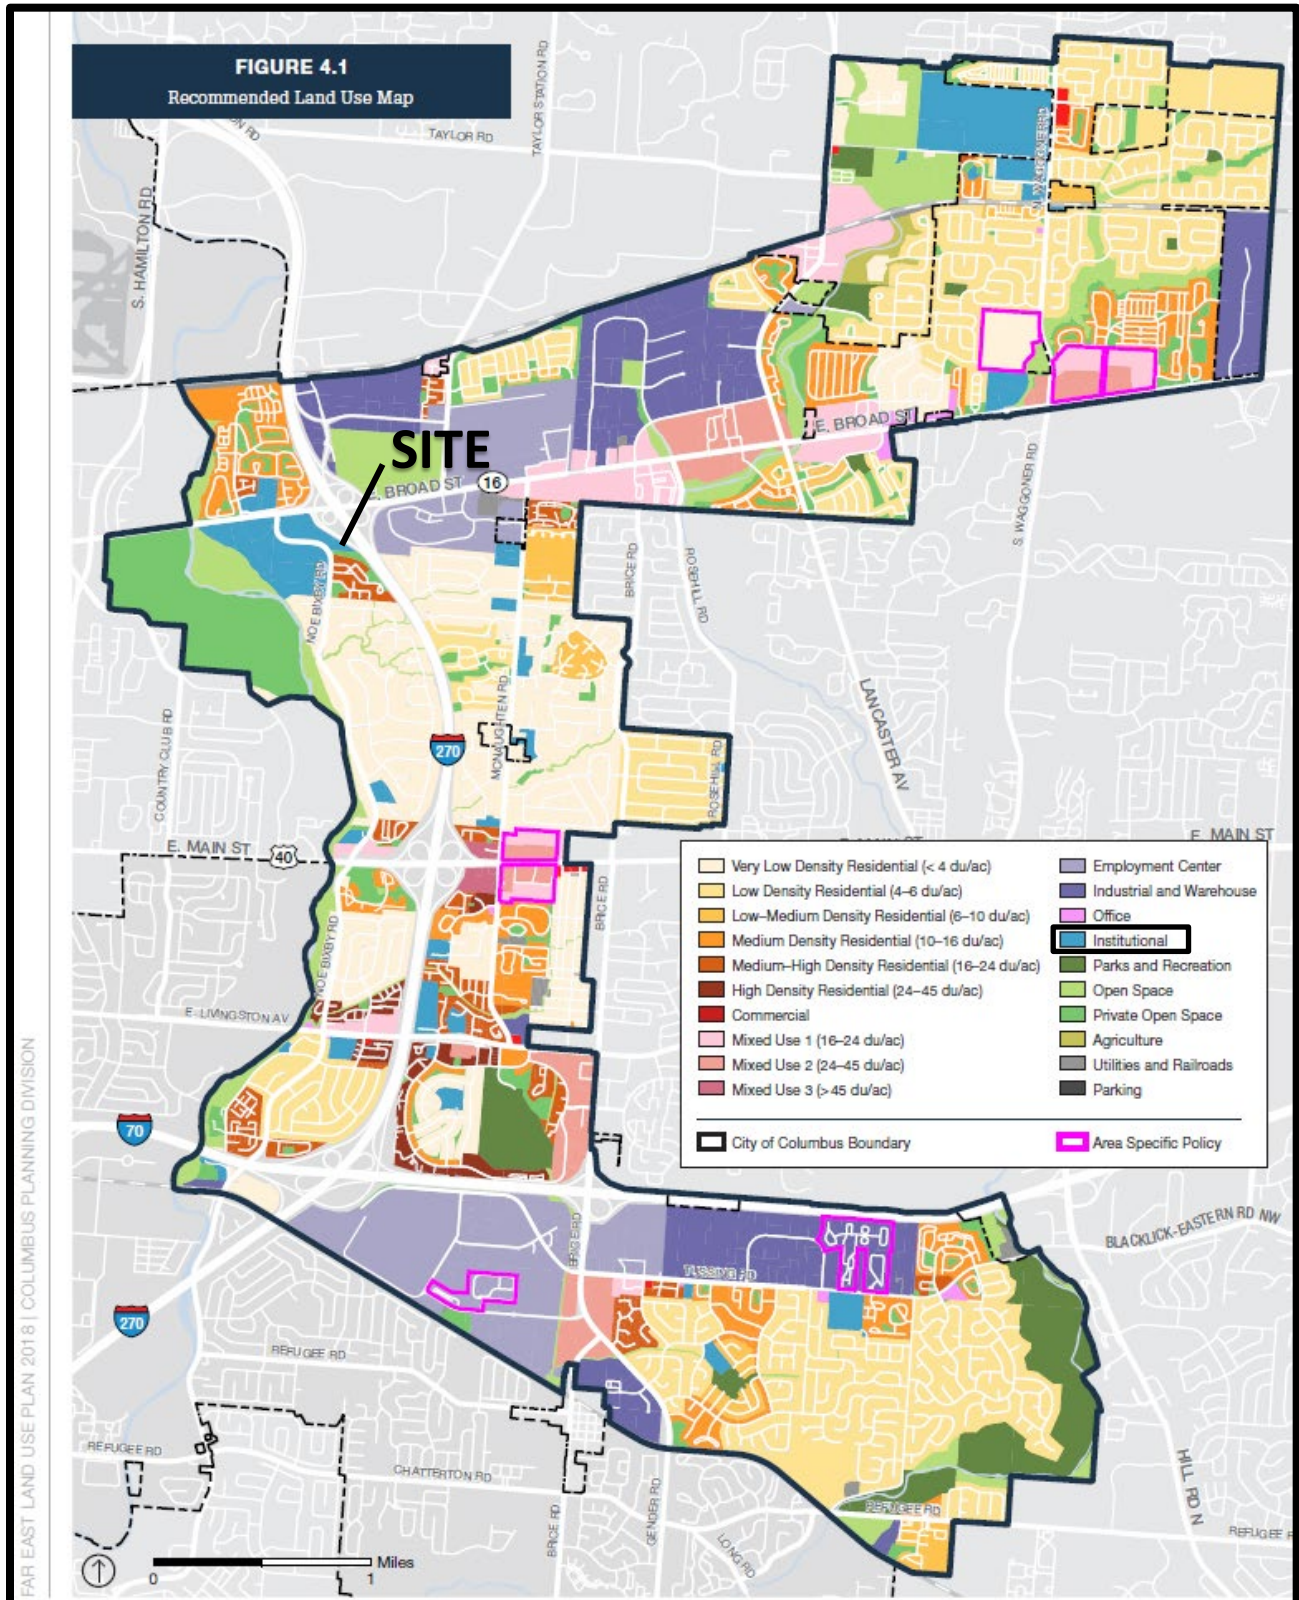 FIGURE 4.1
Recommended Land Use Map
TAYLOR RD
TAYLOR STATION RD
S. HAMILTON RD
N. WAGGONER RD
E. BROAD ST
SITE
E. BROAD ST
16
S. WAGGONER RD
NOE BIXBY RD
BRICE RD
ROSEHILL RD
COUNTRY CLUB RD
MCNAUGHTEN RD
270
LANCASTER AV
ROSEHILL RD
E. MAIN ST
40
E. MAIN ST
NOE BIXBY RD
BRICE RD
E. LIVINGSTON AV
Very Low Density Residential (< 4 du/ac)
Low Density Residential (4–6 du/ac)
Low–Medium Density Residential (6–10 du/ac)
Medium Density Residential (10–16 du/ac)
Medium–High Density Residential (16–24 du/ac)
High Density Residential (24–45 du/ac)
Commercial
Mixed Use 1 (16–24 du/ac)
Mixed Use 2 (24–45 du/ac)
Mixed Use 3 (>45 du/ac)
Employment Center
Industrial and Warehouse
Office
Institutional
Parks and Recreation
Open Space
Private Open Space
Agriculture
Utilities and Railroads
Parking
City of Columbus Boundary
Area Specific Policy
70
BRICE RD
TUSSING RD
BLACKLICK-EASTERN RD NW
270
REFUGEE RD
REFUGEE RD
CHATTERTON RD
BRICE RD
GENDER RD
LONG RD
REFUGEE RD
HILL RD N
REFUGEE R
Miles
0
1
FAR EAST LAND USE PLAN 2018 | COLUMBUS PLANNING DIVISION